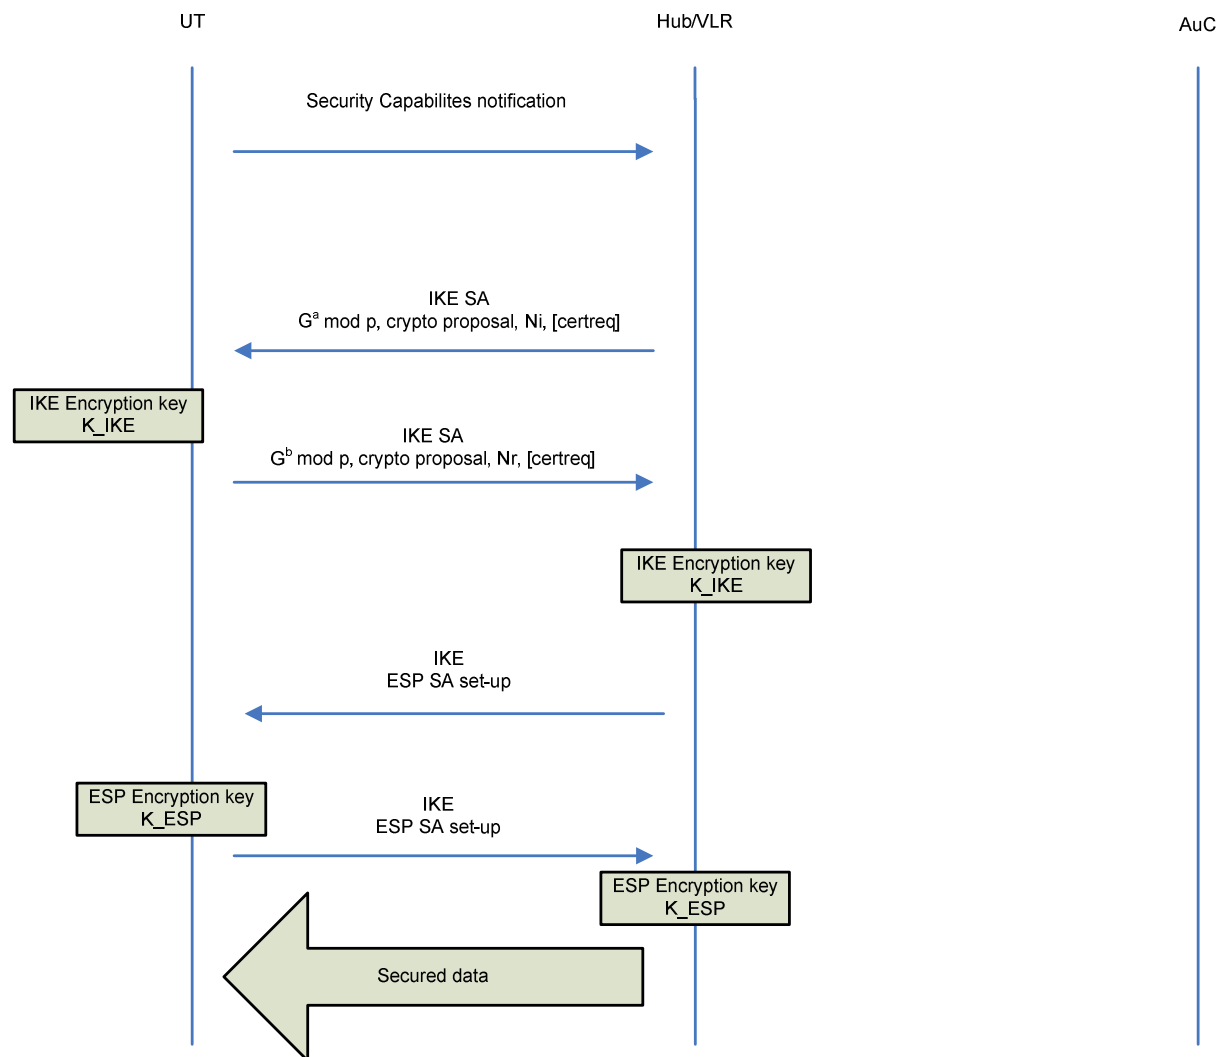 UT
Hub/VLR
AuC
Security Capabilites notification
IKE SA
Gᵃ mod p, crypto proposal, Ni, [certreq]
IKE Encryption key
K_IKE
IKE SA
Gᵇ mod p, crypto proposal, Nr, [certreq]
IKE Encryption key
K_IKE
IKE
ESP SA set-up
ESP Encryption key
K_ESP
IKE
ESP SA set-up
ESP Encryption key
K_ESP
Secured data